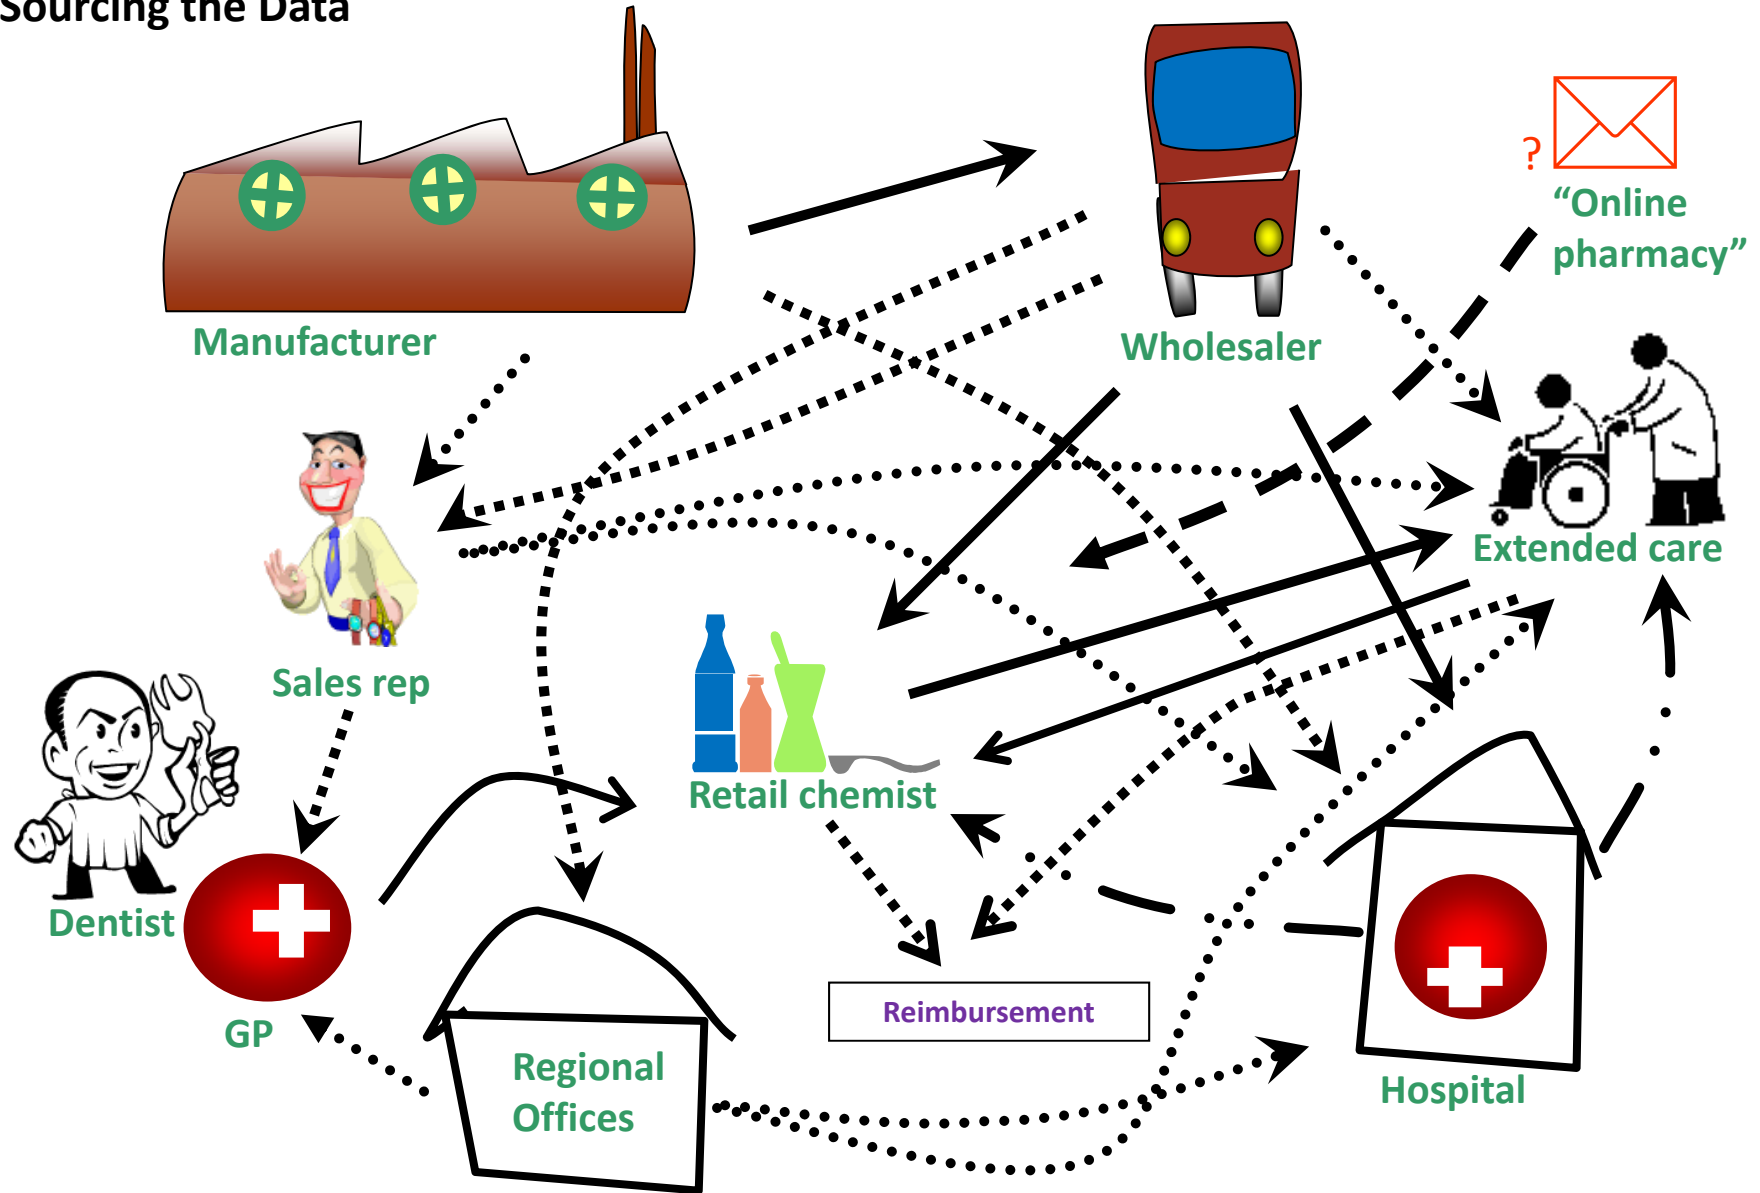 Sourcing the Data
?
“Online
pharmacy”
Manufacturer
Wholesaler
Extended care
Sales rep
Retail chemist
Dentist
Reimbursement
GP
Regional
Offices
Hospital